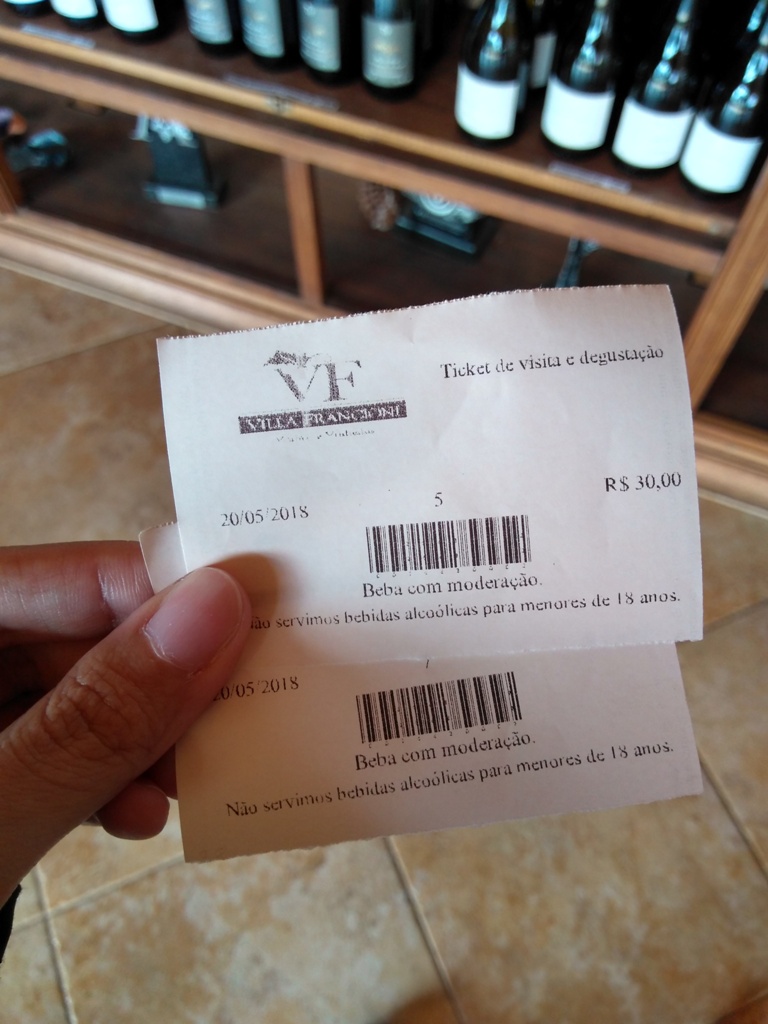 VF
VILLA FRANCIONI
Ticket de visita e degustação
R$ 30,00
5
20/05/2018
Beba com moderação.
ão servimos bebidas alcoólicas para menores de 18 anos.
20/05/2018
Beba com moderação.
Não servimos bebidas alcoólicas para menores de 18 anos.